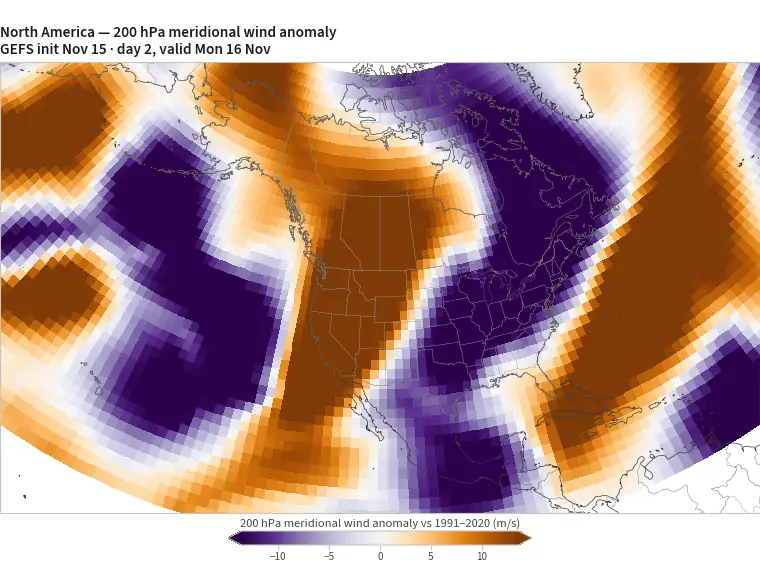 North America — 200 hPa meridional wind anomaly
GEFS init Nov 15 · day 2, valid Mon 16 Nov
200 hPa meridional wind anomaly vs 1991–2020 (m/s)
−10 −5 0 5 10